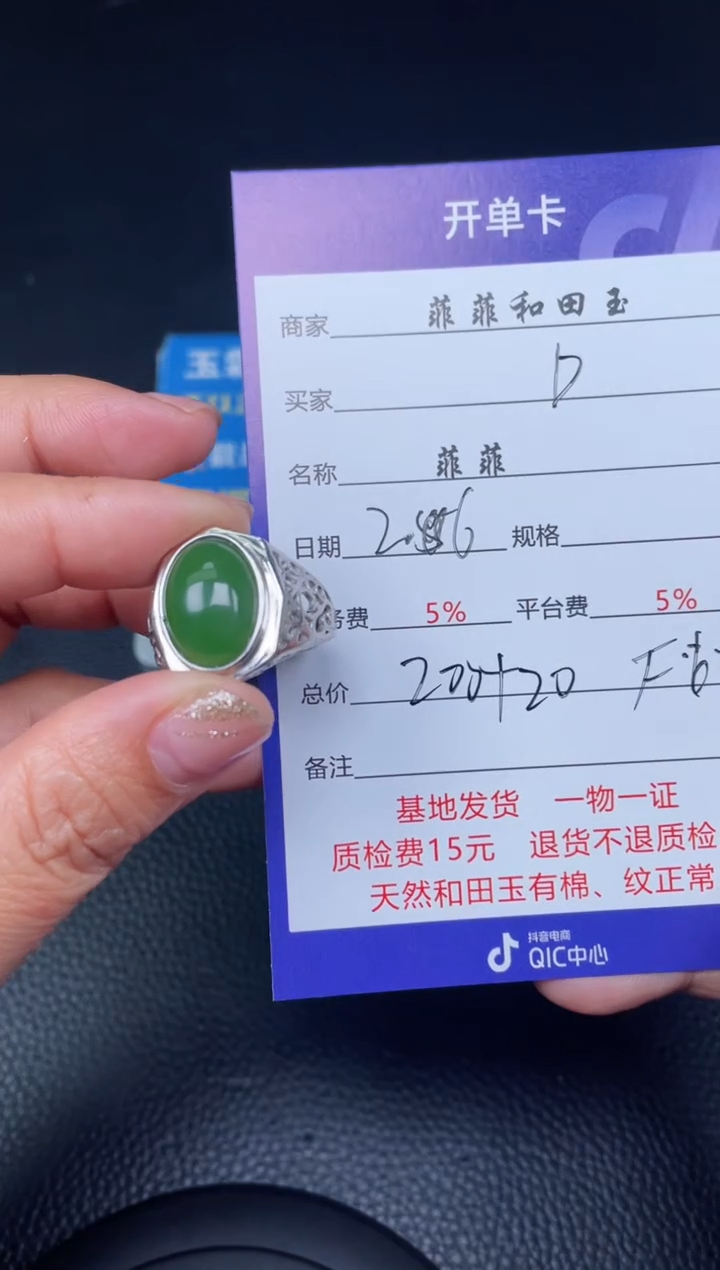 开单卡
商家 菲菲和田玉
买家 D
名称 菲菲
日期 规格
务费 5% 平台费 5%
总价 200+20
备注
基地发货 一物一证
质检费15元 退货不退质检
天然和田玉有棉、纹正常
抖音电商
QIC中心
玉